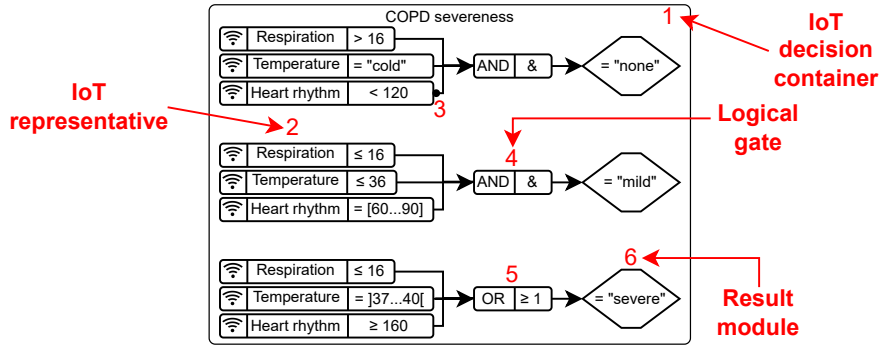 COPD severeness
1
IoT
decision
container
Respiration > 16
Temperature = "cold"
Heart rhythm < 120
AND &
= "none"
3
IoT
representative
2
Logical
gate
4
Respiration ≤ 16
Temperature ≤ 36
Heart rhythm = [60...90]
AND &
= "mild"
5
6
Respiration ≤ 16
Temperature = ]37...40[
Heart rhythm ≥ 160
OR ≥ 1
= "severe"
Result
module